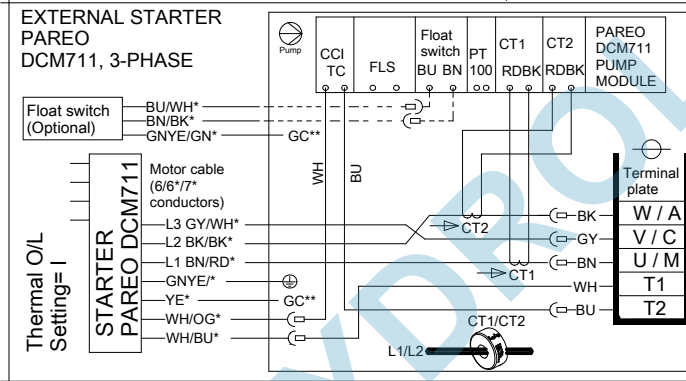 EXTERNAL STARTER
PAREO
DCM711, 3-PHASE
Pump
CCI
TC
FLS
Float
switch
BU BN
PT
100
CT1
RDBK
CT2
RDBK
PAREO
DCM711
PUMP
MODULE
Float switch
(Optional)
BU/WH*
BN/BK*
GNYE/GN*
GC**
WH
BU
Thermal O/L
Setting= I
STARTER
PAREO DCM711
Motor cable
(6/6*/7*
conductors)
L3 GY/WH*
L2 BK/BK*
L1 BN/RD*
GNYE/*
YE*
GC**
WH/OG*
WH/BU*
CT2
CT1
CT1/CT2
L1/L2
Terminal
plate
BK
W / A
GY
V / C
BN
U / M
WH
T1
BU
T2